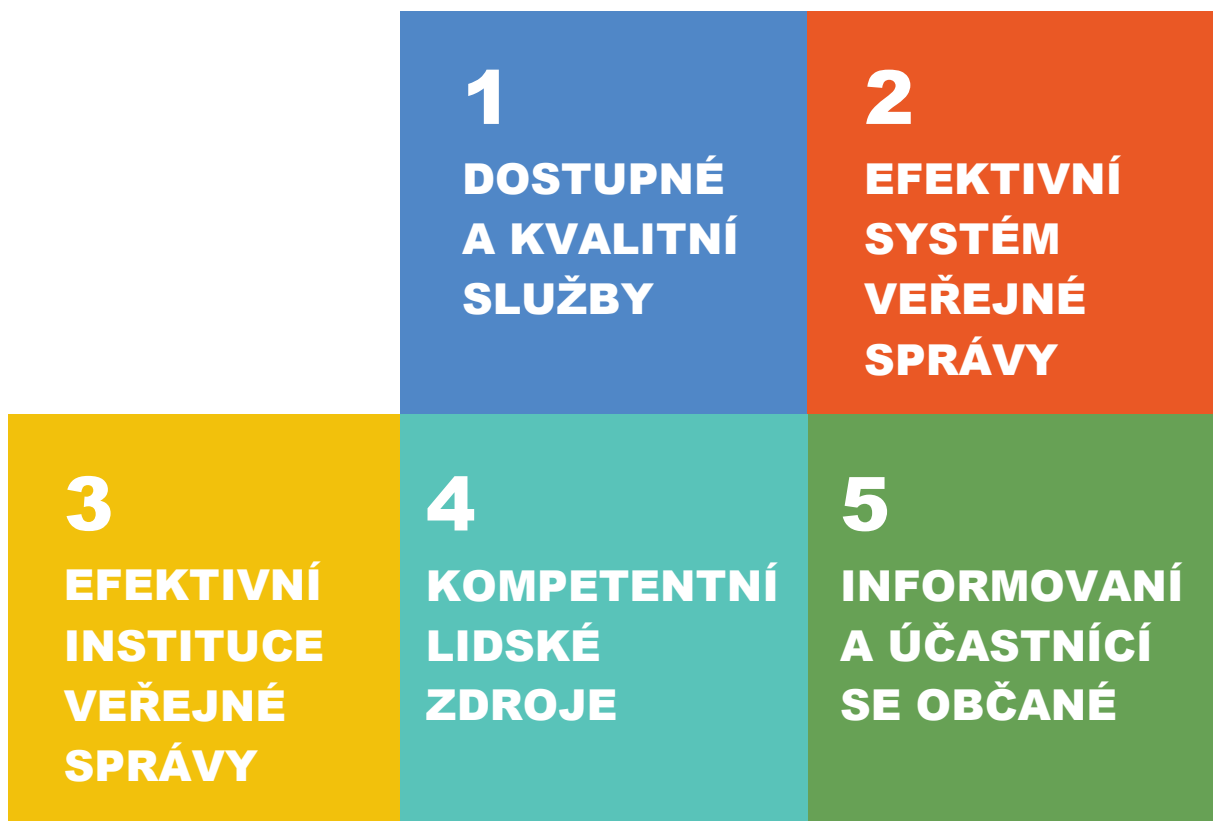 1
DOSTUPNÉ
A KVALITNÍ
SLUŽBY
2
EFEKTIVNÍ
SYSTÉM
VEŘEJNÉ
SPRÁVY
3
EFEKTIVNÍ
INSTITUCE
VEŘEJNÉ
SPRÁVY
4
KOMPETENTNÍ
LIDSKÉ
ZDROJE
5
INFORMOVANÍ
A ÚČASTNÍCÍ
SE OBČANÉ